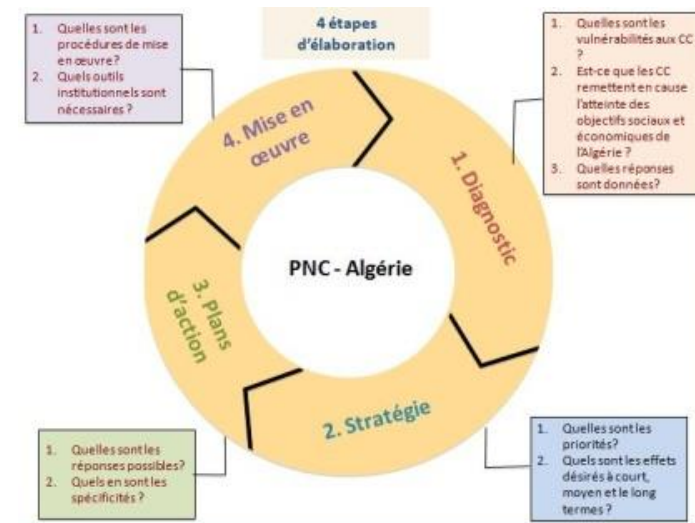 4 étapes
d'élaboration
1. Quelles sont les
vulnérabilités aux CC
?
2. Est-ce que les CC
remettent en cause
l'atteinte des
objectifs sociaux et
économiques de
l'Algérie ?
3. Quelles réponses
sont données?
1. Quelles sont les
procédures de mise
en œuvre?
2. Quels outils
institutionnels sont
nécessaires ?
4. Mise en
œuvre
1. Diagnostic
PNC - Algérie
3. Plans
d'action
2. Stratégie
1. Quelles sont les
réponses possibles?
2. Quels en sont les
spécificités ?
1. Quelles sont les
priorités?
2. Quels sont les effets
désirés à court,
moyen et le long
termes ?